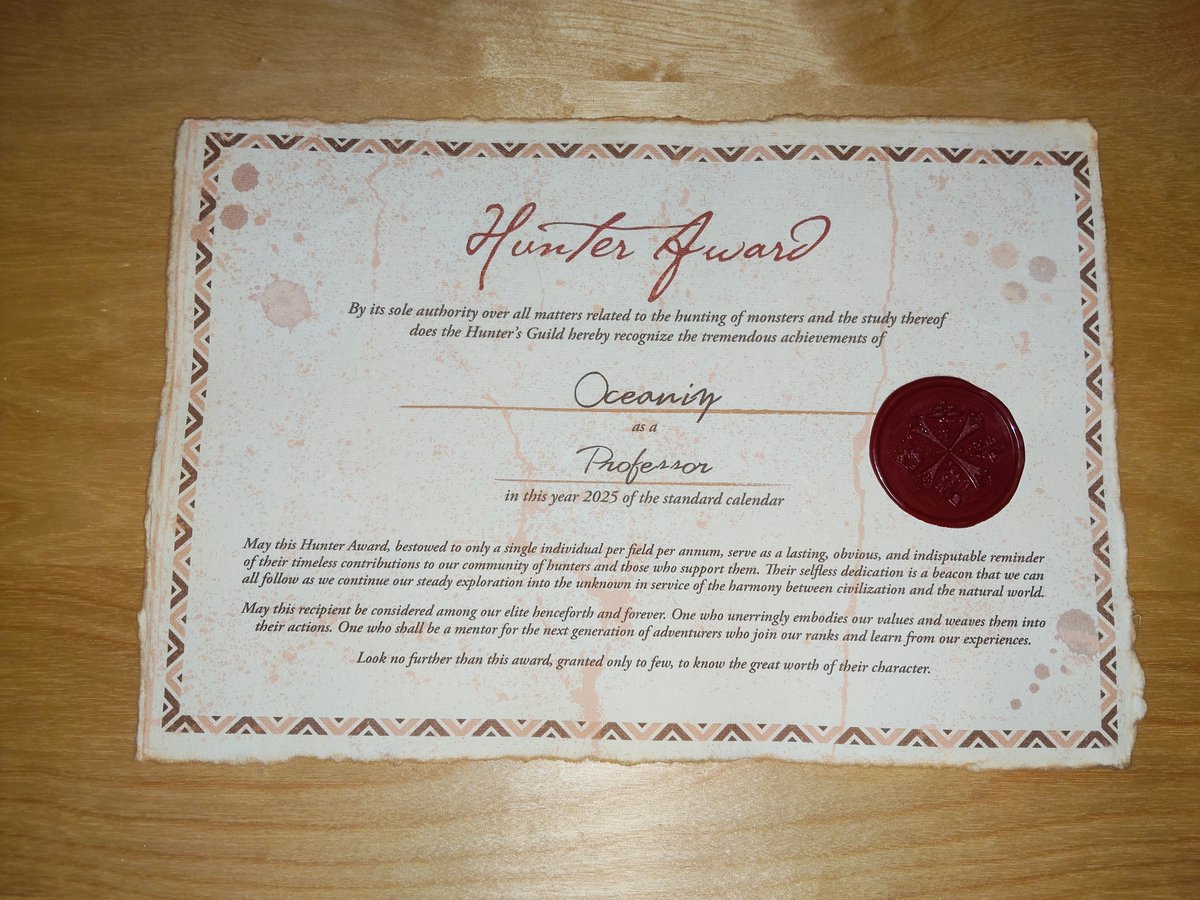 Hunter Award
By its sole authority over all matters related to the hunting of monsters and the study thereof
does the Hunter's Guild hereby recognize the tremendous achievements of
Oceaniz
as a
Professor
in this year 2025 of the standard calendar
May this Hunter Award, bestowed to only a single individual per field per annum, serve as a lasting, obvious, and indisputable reminder
of their timeless contributions to our community of hunters and those who support them. Their selfless dedication is a beacon that we can
all follow as we continue our steady exploration into the unknown in service of the harmony between civilization and the natural world.
May this recipient be considered among our elite henceforth and forever. One who unerringly embodies our values and weaves them into
their actions. One who shall be a mentor for the next generation of adventurers who join our ranks and learn from our experiences.
Look no further than this award, granted only to few, to know the great worth of their character.